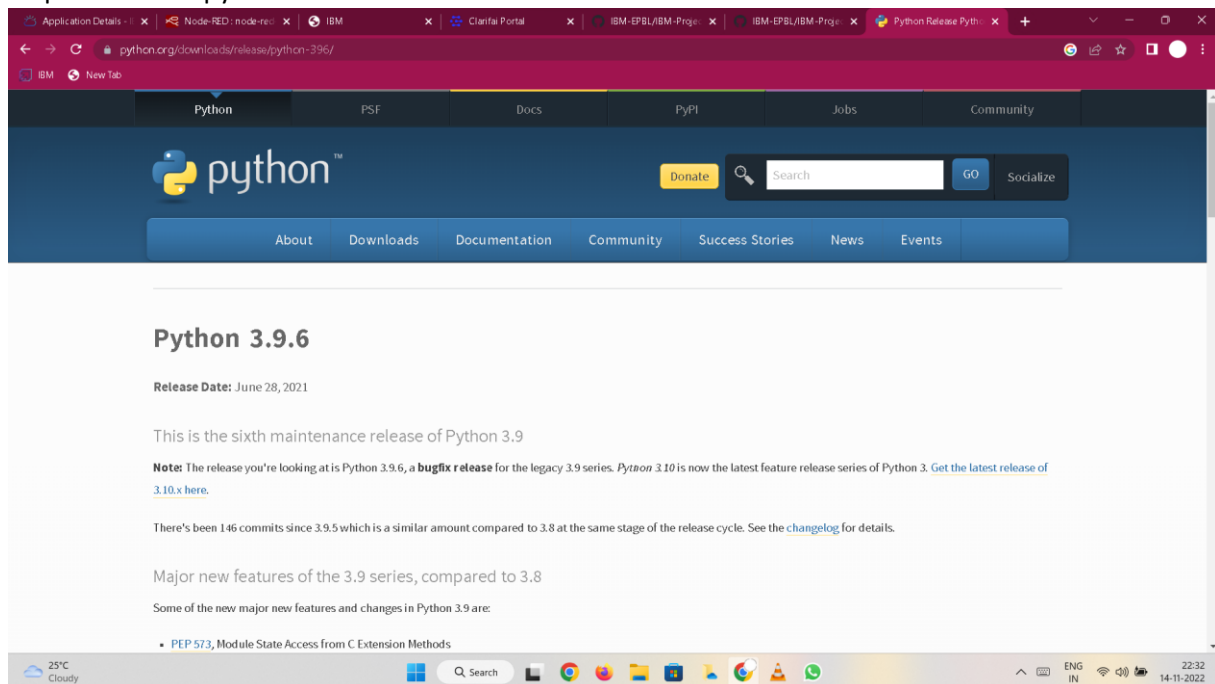 Application Details - I
Node-RED : node-red
IBM
Clarifai Portal
IBM-EPBL/IBM-Projec
IBM-EPBL/IBM-Projec
Python Release Pytho
python.org/downloads/release/python-396/
IBM
New Tab
Python
PSF
Docs
PyPI
Jobs
Community
python™
Donate
Search
GO
Socialize
About
Downloads
Documentation
Community
Success Stories
News
Events
Python 3.9.6
Release Date: June 28, 2021
This is the sixth maintenance release of Python 3.9
Note: The release you're looking at is Python 3.9.6, a bugfix release for the legacy 3.9 series. Python 3.10 is now the latest feature release series of Python 3. Get the latest release of
3.10.x here.
There's been 146 commits since 3.9.5 which is a similar amount compared to 3.8 at the same stage of the release cycle. See the changelog for details.
Major new features of the 3.9 series, compared to 3.8
Some of the new major new features and changes in Python 3.9 are:
PEP 573, Module State Access from C Extension Methods
25°C
Cloudy
Search
ENG
IN
22:32
14-11-2022